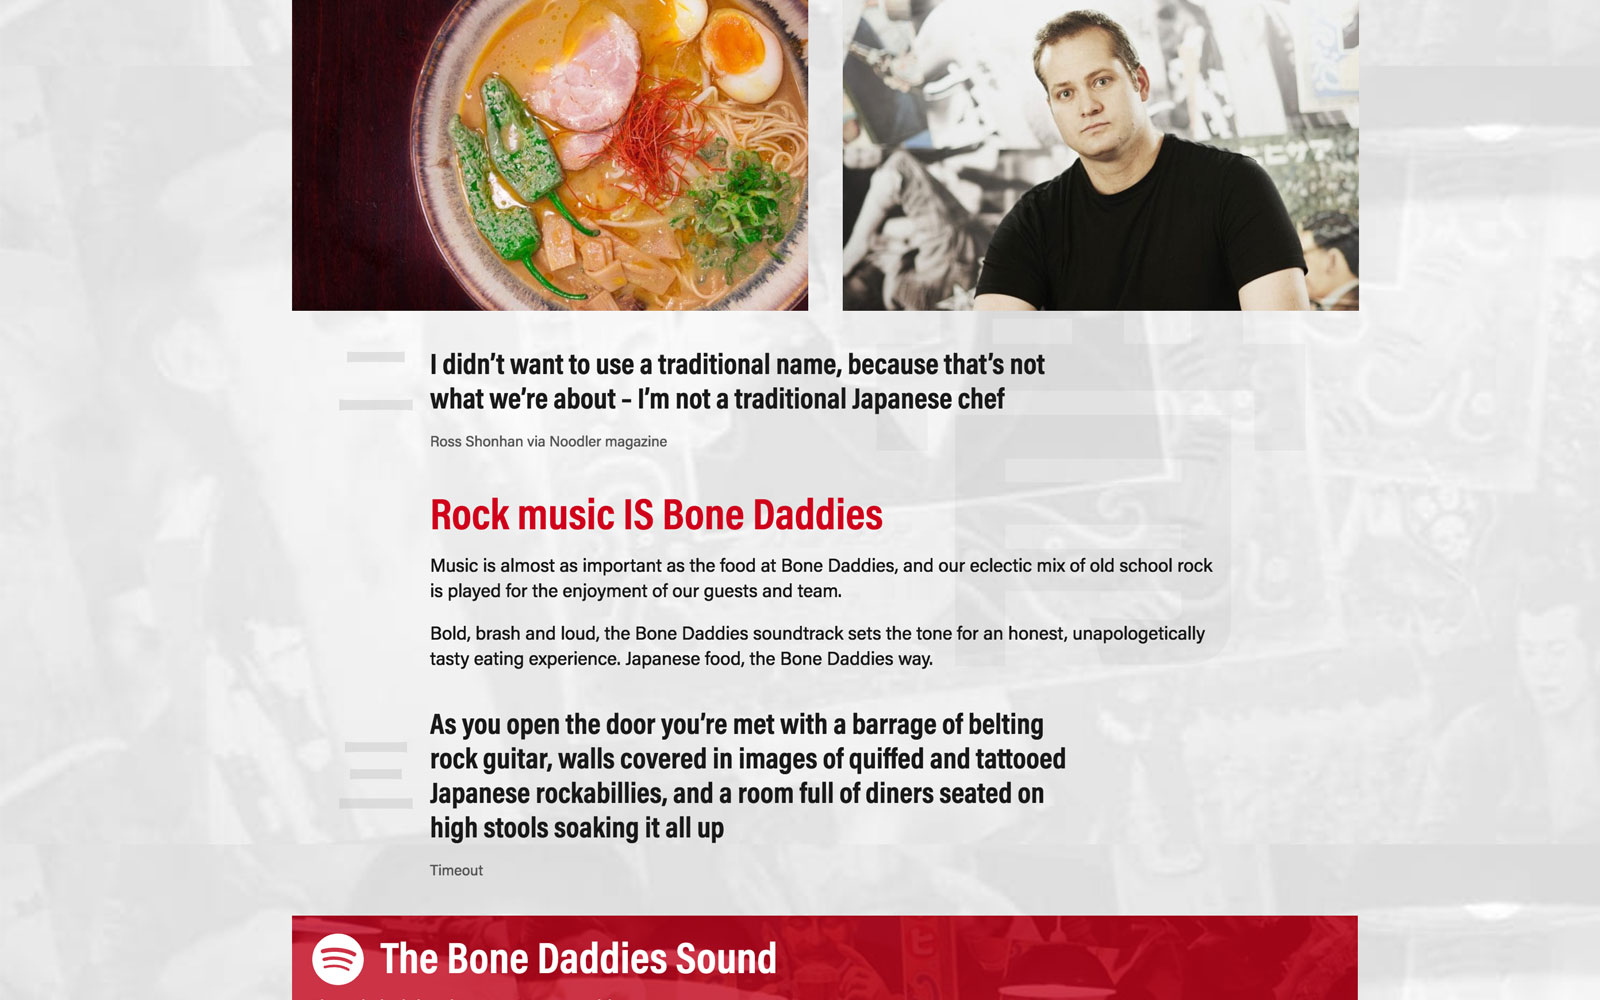 I didn’t want to use a traditional name, because that’s not
what we’re about – I’m not a traditional Japanese chef
Ross Shonhan via Noodler magazine
Rock music IS Bone Daddies
Music is almost as important as the food at Bone Daddies, and our eclectic mix of old school rock
is played for the enjoyment of our guests and team.
Bold, brash and loud, the Bone Daddies soundtrack sets the tone for an honest, unapologetically
tasty eating experience. Japanese food, the Bone Daddies way.
三
As you open the door you’re met with a barrage of belting
rock guitar, walls covered in images of quiffed and tattooed
Japanese rockabillies, and a room full of diners seated on
high stools soaking it all up
Timeout
The Bone Daddies Sound